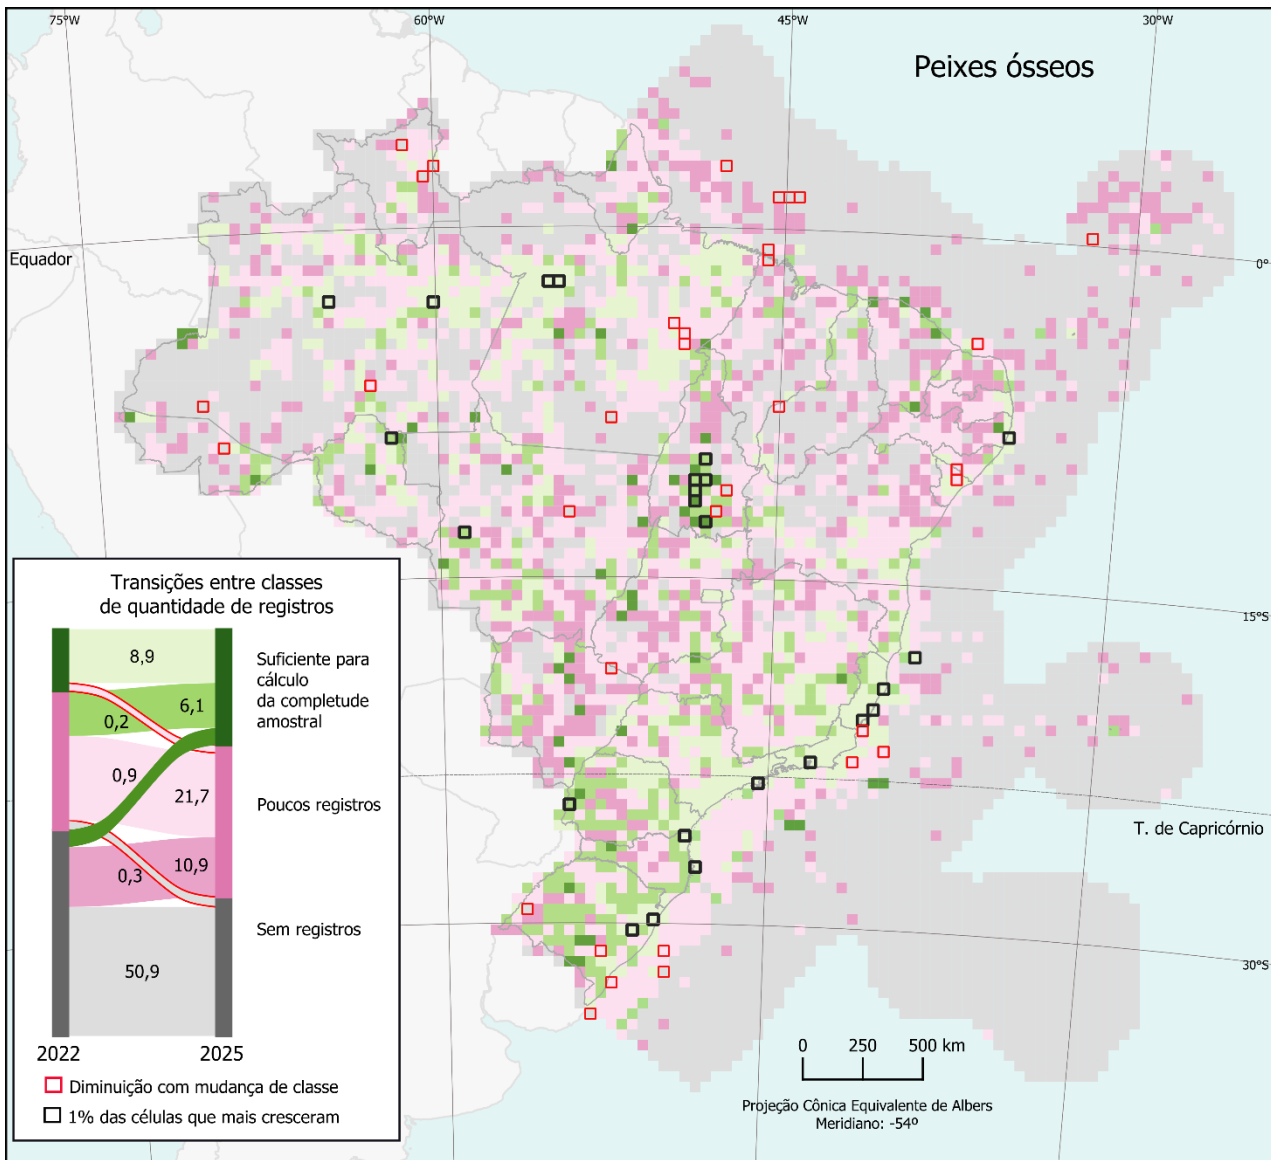 75°W
60°W
45°W
30°W
Peixes ósseos
Equador
0°
15°S
T. de Capricórnio
30°S
Transições entre classes
de quantidade de registros
8,9
6,1
0,2
0,9
21,7
10,9
0,3
50,9
Suficiente para
cálculo
da completude
amostral
Poucos registros
Sem registros
2022
2025
Diminuição com mudança de classe
1% das células que mais cresceram
0 250 500 km
Projeção Cônica Equivalente de Albers
Meridiano: -54º